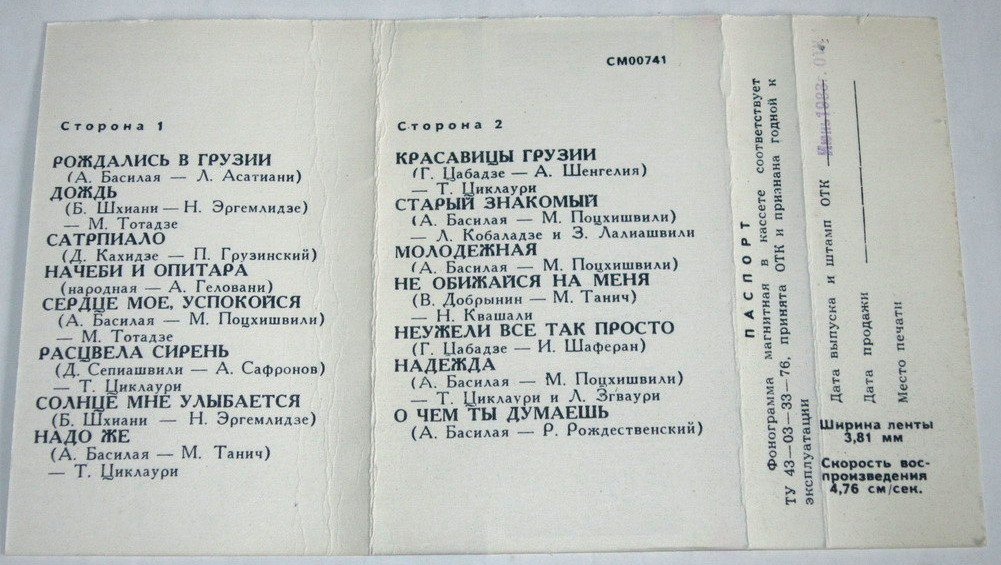 СМ00741
Сторона 1
РОЖДАЛИСЬ В ГРУЗИИ
(А. Басилая — Л. Асатиани)
ДОЖДЬ
(Б. Шхиани — Н. Эргемлидзе)
— М. Тотадзе
САТРПИАЛО
(Д. Кахидзе — П. Грузинский)
НАЧЕБИ И ОПИТАРА
(народная — А. Геловани)
СЕРДЦЕ МОЕ, УСПОКОЙСЯ
(А. Басилая — М. Поцхишвили)
— М. Тотадзе
РАСЦВЕЛА СИРЕНЬ
(Д. Сепиашвили — А. Сафронов)
— Т. Циклаури
СОЛНЦЕ МНЕ УЛЫБАЕТСЯ
(Б. Шхиани — Н. Эргемлидзе)
НАДО ЖЕ
(А. Басилая — М. Танич)
— Т. Циклаури
Сторона 2
КРАСАВИЦЫ ГРУЗИИ
(Г. Цабадзе — А. Шенгелия)
— Т. Циклаури
СТАРЫЙ ЗНАКОМЫЙ
(А. Басилая — М. Поцхишвили)
— Л. Кобаладзе и З. Лалиашвили
МОЛОДЕЖНАЯ
(А. Басилая — М. Поцхишвили)
НЕ ОБИЖАЙСЯ НА МЕНЯ
(В. Добрынин — М. Танич)
— Н. Квашали
НЕУЖЕЛИ ВСЕ ТАК ПРОСТО
(Г. Цабадзе — И. Шаферан)
НАДЕЖДА
(А. Басилая — М. Поцхишвили)
— Т. Циклаури и Л. Згваури
О ЧЕМ ТЫ ДУМАЕШЬ
(А. Басилая — Р. Рождественский)
ПАСПОРТ
Фонограмма магнитная в кассете соответствует
ТУ 43—03—33—76, принята ОТК и признана годной к
эксплуатации
Дата выпуска и штамп ОТК
Дата продажи
Место печати
Ширина ленты
3,81 мм
Скорость вос-
произведения
4,76 см/сек.